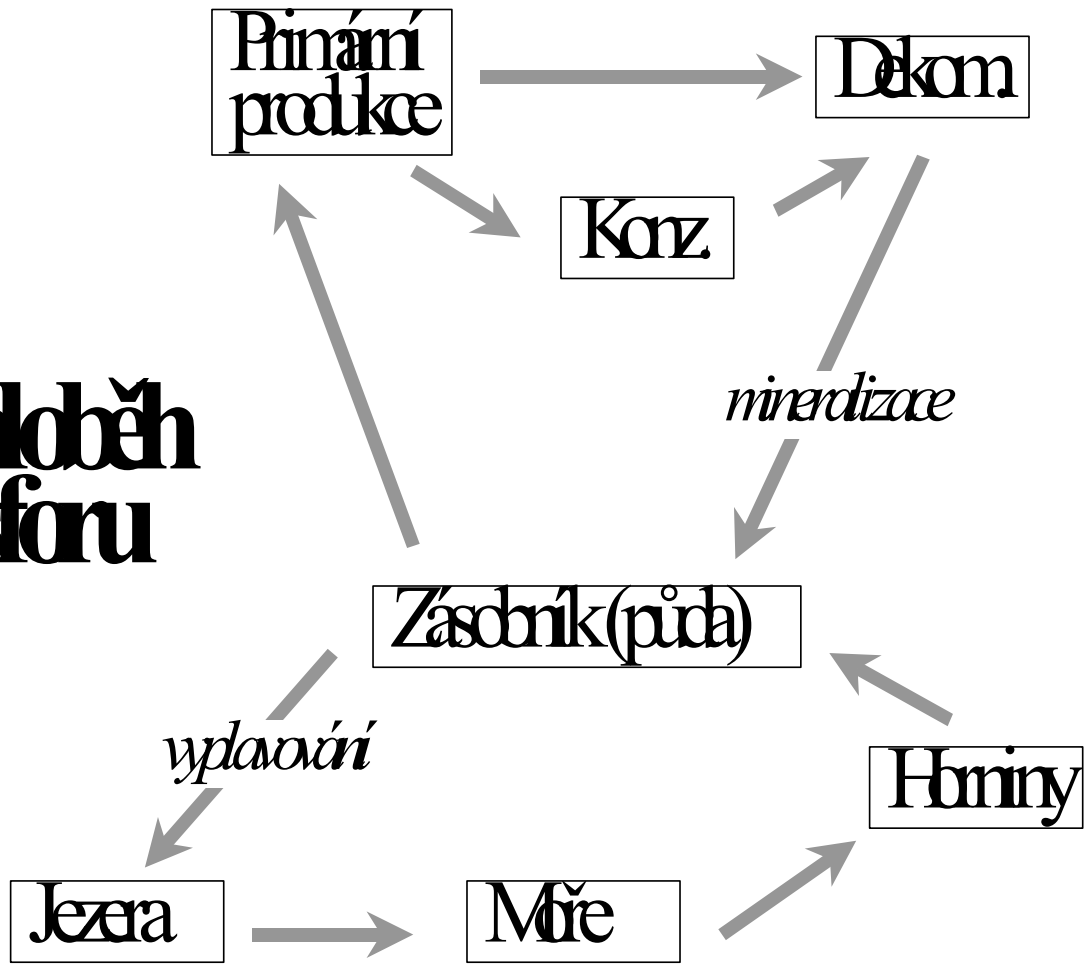 Primární
produkce
Dekom.
Konz.
mineralizace
loběh
foru
Zásobník (půda)
vyplavování
Horniny
Jezera
Moře